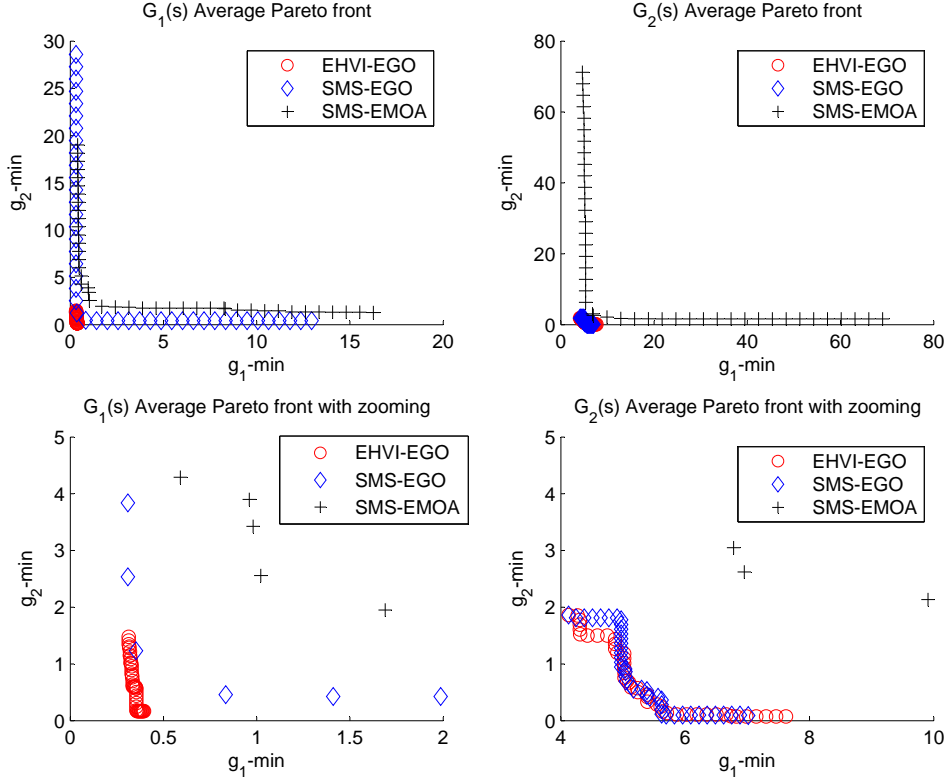 G1(s) Average Pareto front
30
25
20
15
10
5
0
g2-min
0
5
10
15
20
g1-min
EHVI-EGO
SMS-EGO
SMS-EMOA
G2(s) Average Pareto front
80
60
40
20
0
g2-min
0
20
40
60
80
g1-min
EHVI-EGO
SMS-EGO
SMS-EMOA
G1(s) Average Pareto front with zooming
5
4
3
2
1
0
g2-min
0
0.5
1
1.5
2
g1-min
EHVI-EGO
SMS-EGO
SMS-EMOA
G2(s) Average Pareto front with zooming
5
4
3
2
1
0
g2-min
4
6
8
10
g1-min
EHVI-EGO
SMS-EGO
SMS-EMOA